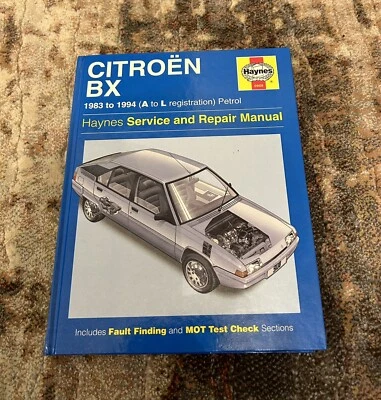 CITROËN
BX
Haynes
1983 to 1994 (A to L registration) Petrol
Haynes Service and Repair Manual
Includes Fault Finding and MOT Test Check Sections